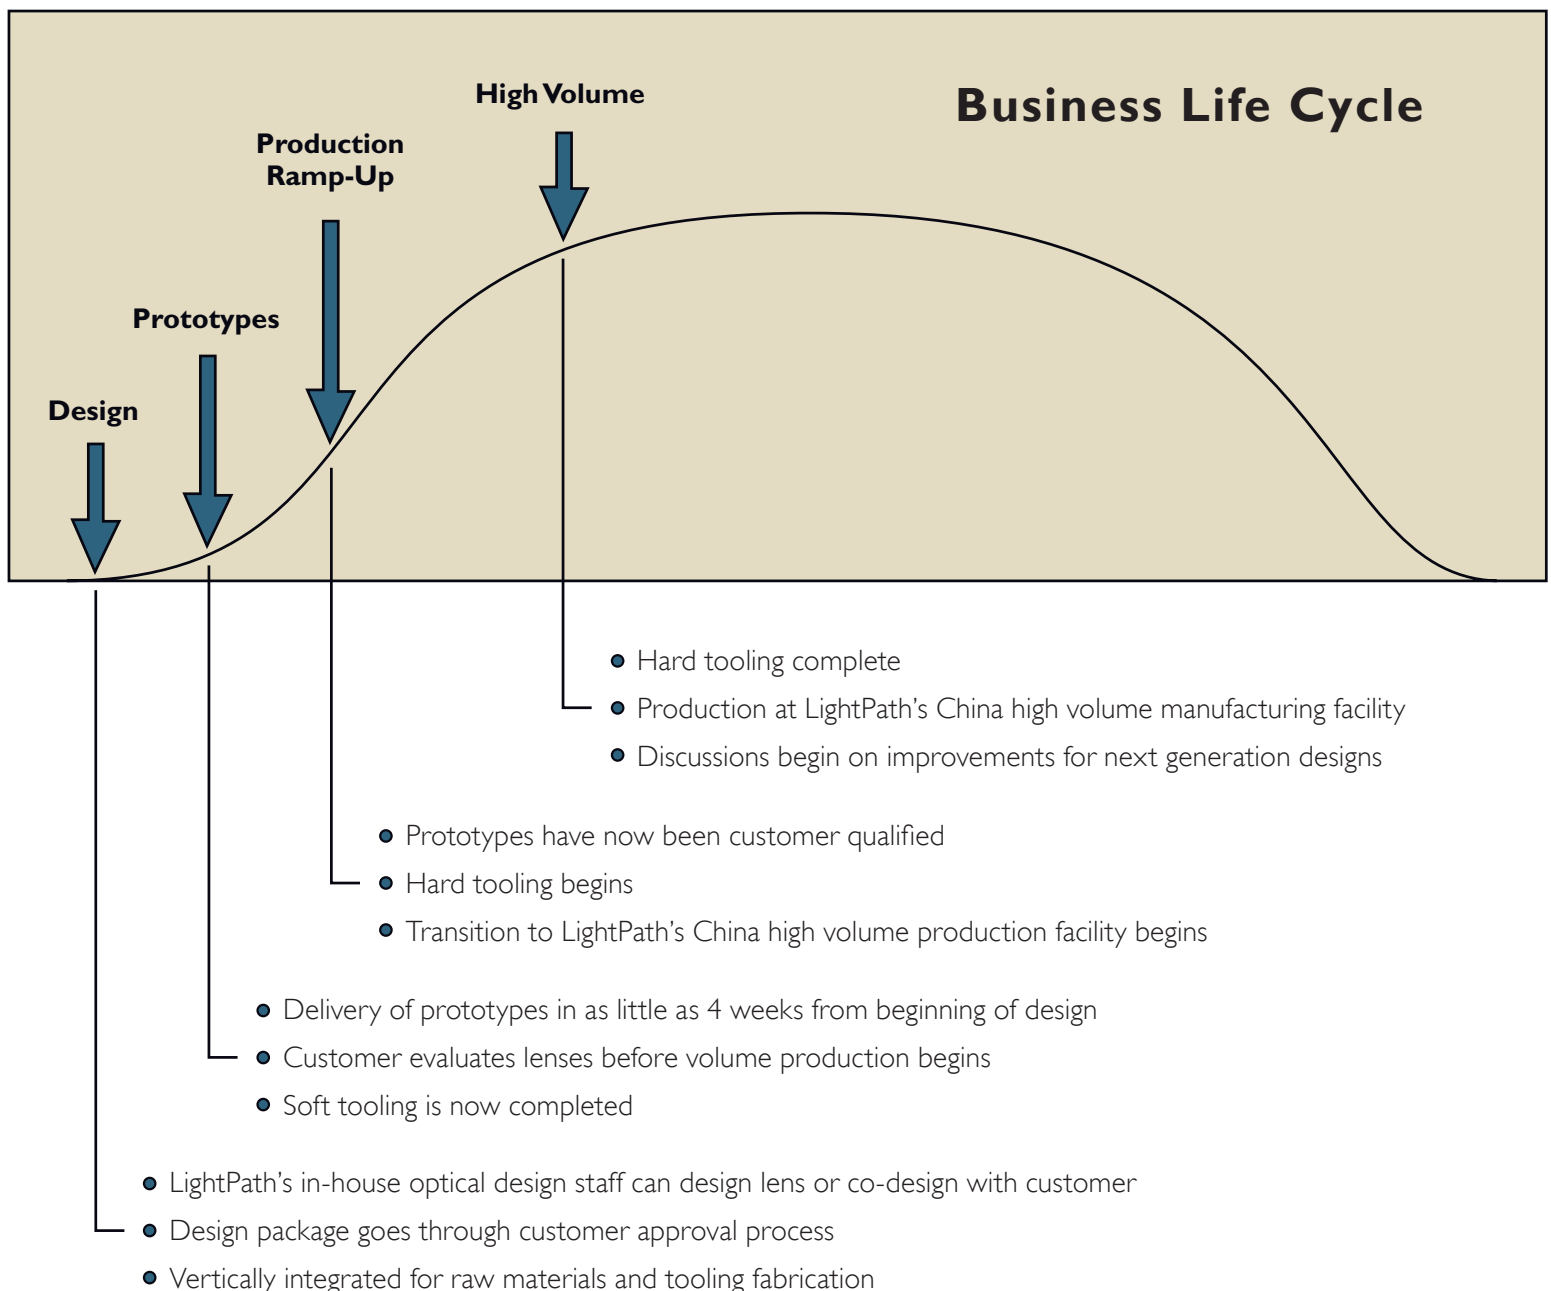 Business Life Cycle
High Volume
Production
Ramp-Up
Prototypes
Design
Hard tooling complete
Production at LightPath’s China high volume manufacturing facility
Discussions begin on improvements for next generation designs
Prototypes have now been customer qualified
Hard tooling begins
Transition to LightPath’s China high volume production facility begins
Delivery of prototypes in as little as 4 weeks from beginning of design
Customer evaluates lenses before volume production begins
Soft tooling is now completed
LightPath’s in-house optical design staff can design lens or co-design with customer
Design package goes through customer approval process
Vertically integrated for raw materials and tooling fabrication